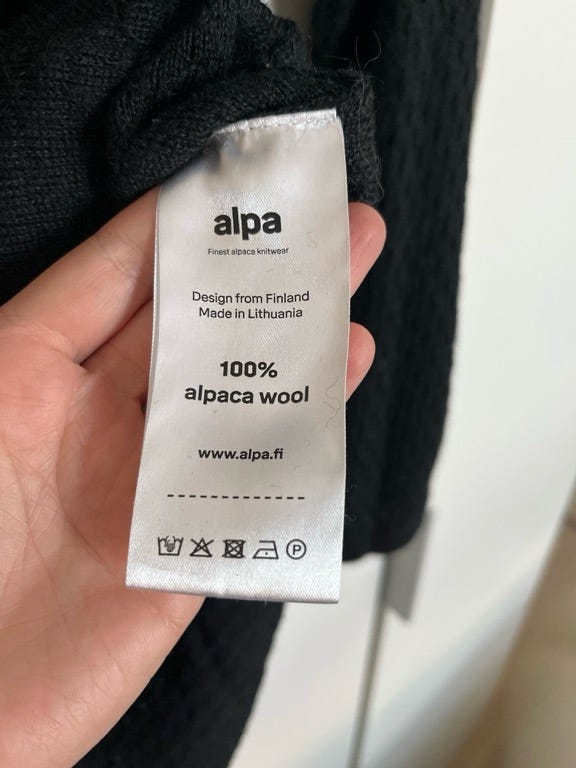 alpa
Finest alpaca knitwear
Design from Finland
Made in Lithuania
100%
alpaca wool
www.alpa.fi
P